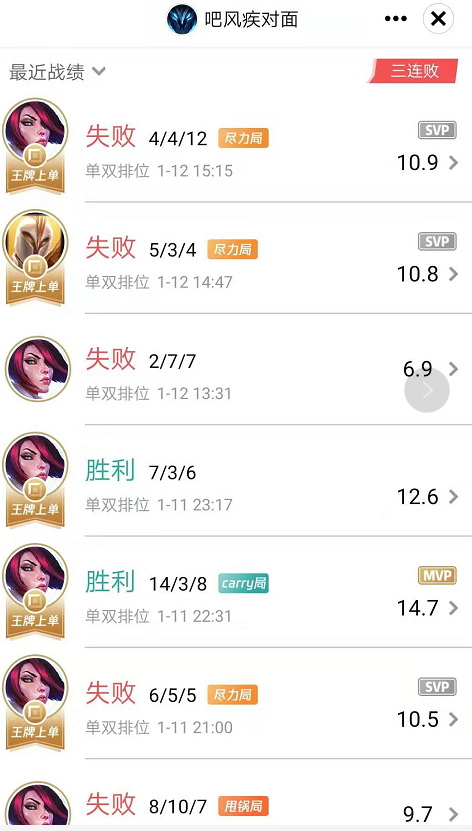 吧风疾对面
最近战绩
三连败
失败 4/4/12 尽力局 SVP
王牌上单 单双排位 1-12 15:15 10.9
失败 5/3/4 尽力局 SVP
王牌上单 单双排位 1-12 14:47 10.8
失败 2/7/7 6.9
单双排位 1-12 13:31
胜利 7/3/6
王牌上单 单双排位 1-11 23:17 12.6
胜利 14/3/8 carry局 MVP
王牌上单 单双排位 1-11 22:31 14.7
失败 6/5/5 尽力局 SVP
王牌上单 单双排位 1-11 21:00 10.5
失败 8/10/7 甩锅局 9.7